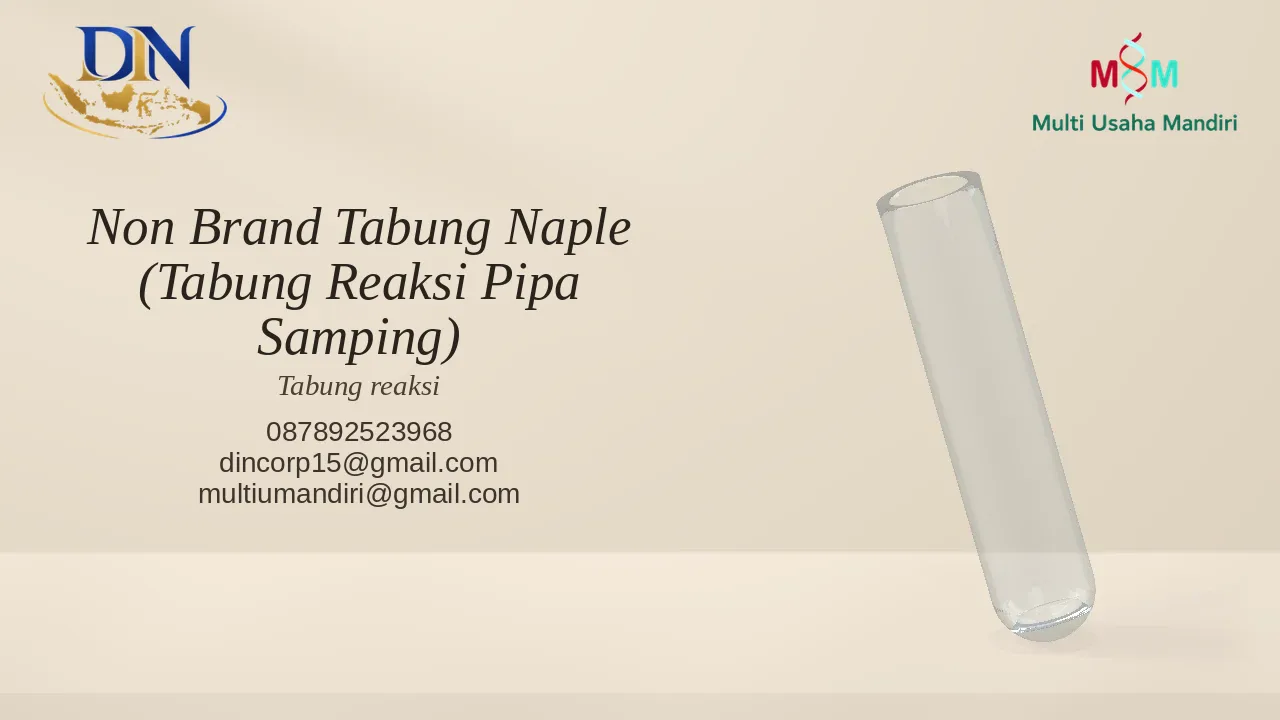 DIN
MSM
Multi Usaha Mandiri
Non Brand Tabung Naple
(Tabung Reaksi Pipa
Samping)
Tabung reaksi
087892523968
dincorp15@gmail.com
multiumandiri@gmail.com